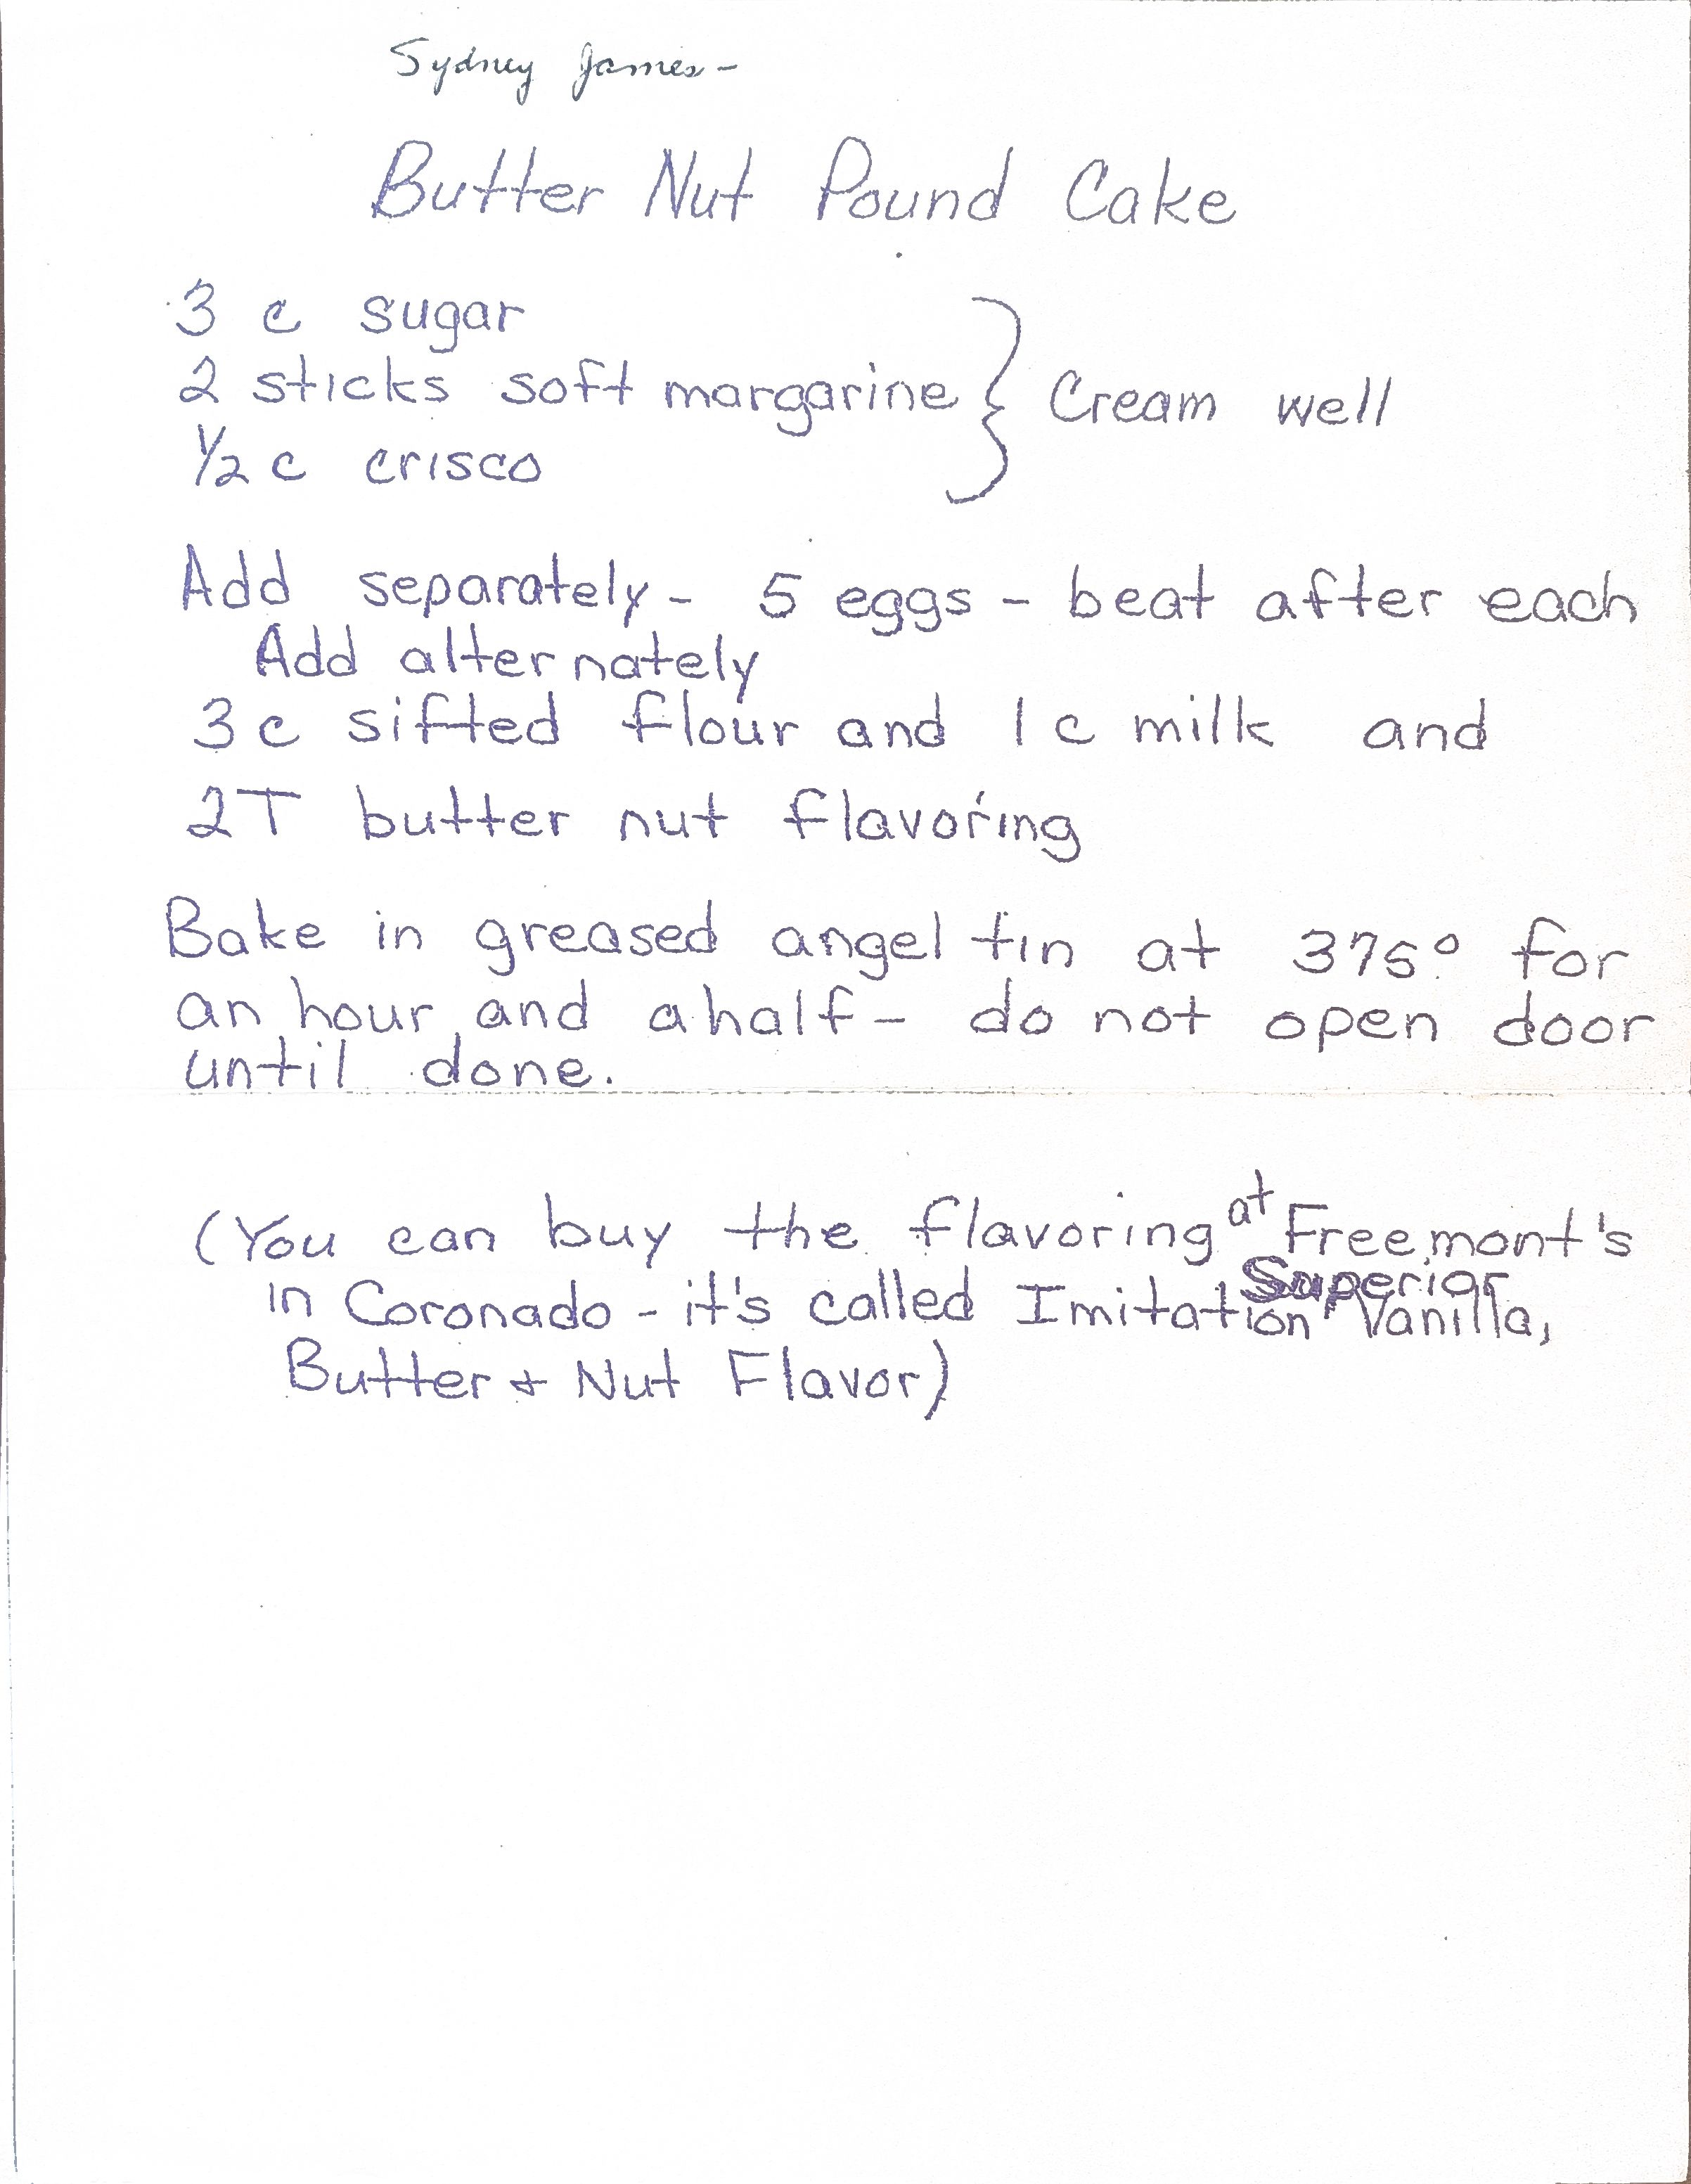 Sydney James -
Butter Nut Pound Cake
3 c sugar
2 sticks soft margarine } Cream well
1/2 c crisco
Add separately - 5 eggs - beat after each
Add alternately
3 c sifted flour and 1 c milk and
2T butter nut flavoring
Bake in greased angel tin at 375° for
an hour and a half - do not open door
until done.
(You can buy the flavoring at Freemont's
in Coronado - it's called Imitation Superior Vanilla,
Butter + Nut Flavor)